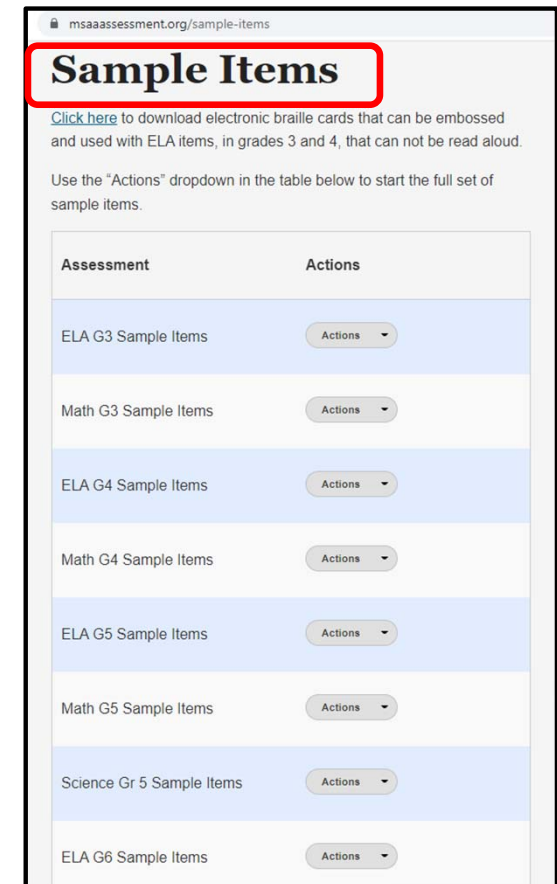 msaaassessment.org/sample-items
Sample Items
Click here to download electronic braille cards that can be embossed
and used with ELA items, in grades 3 and 4, that can not be read aloud.
Use the “Actions” dropdown in the table below to start the full set of
sample items.
Assessment Actions
ELA G3 Sample Items Actions
Math G3 Sample Items Actions
ELA G4 Sample Items Actions
Math G4 Sample Items Actions
ELA G5 Sample Items Actions
Math G5 Sample Items Actions
Science Gr 5 Sample Items Actions
ELA G6 Sample Items Actions